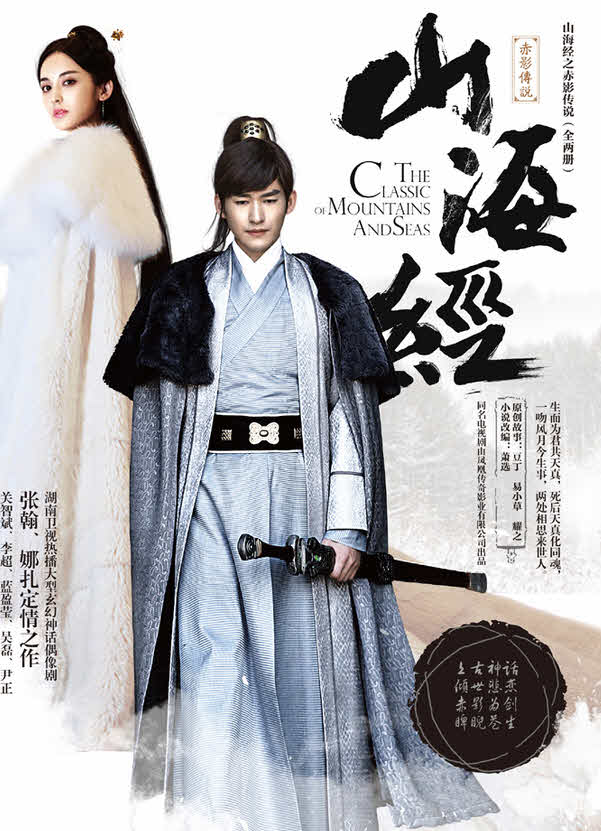 山海经之赤影传说（全两册）
赤影傳説
山海經
THE
CLASSIC
OF MOUNTAINS
ANDSEAS
生而为君共天真，死后天真化同魂，
一吻风月今生事，两处相思来世人。
原创故事：豆丁 易小草 耀之
小说改编：萧选
同名电视剧由凤凰传奇影业有限公司出品
湖南卫视热播大型玄幻神话偶像剧
张翰、娜扎定情之作
关智斌、李超、蓝盈莹、吴磊、尹正
上古神话
倾世悲恋
赤影为剑
睥睨苍生